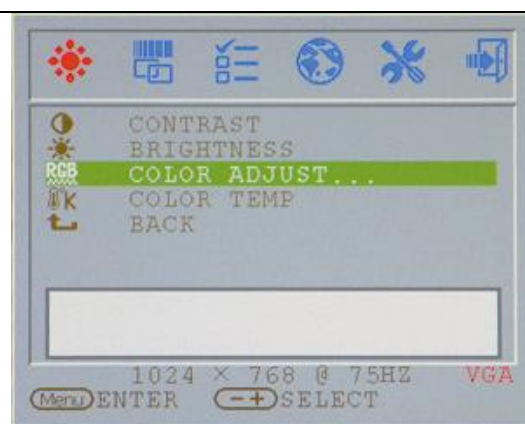 CONTRAST
BRIGHTNESS
RGB COLOR ADJUST...
K COLOR TEMP
BACK
1024 × 768 @ 75HZ VGA
Menu ENTER - + SELECT